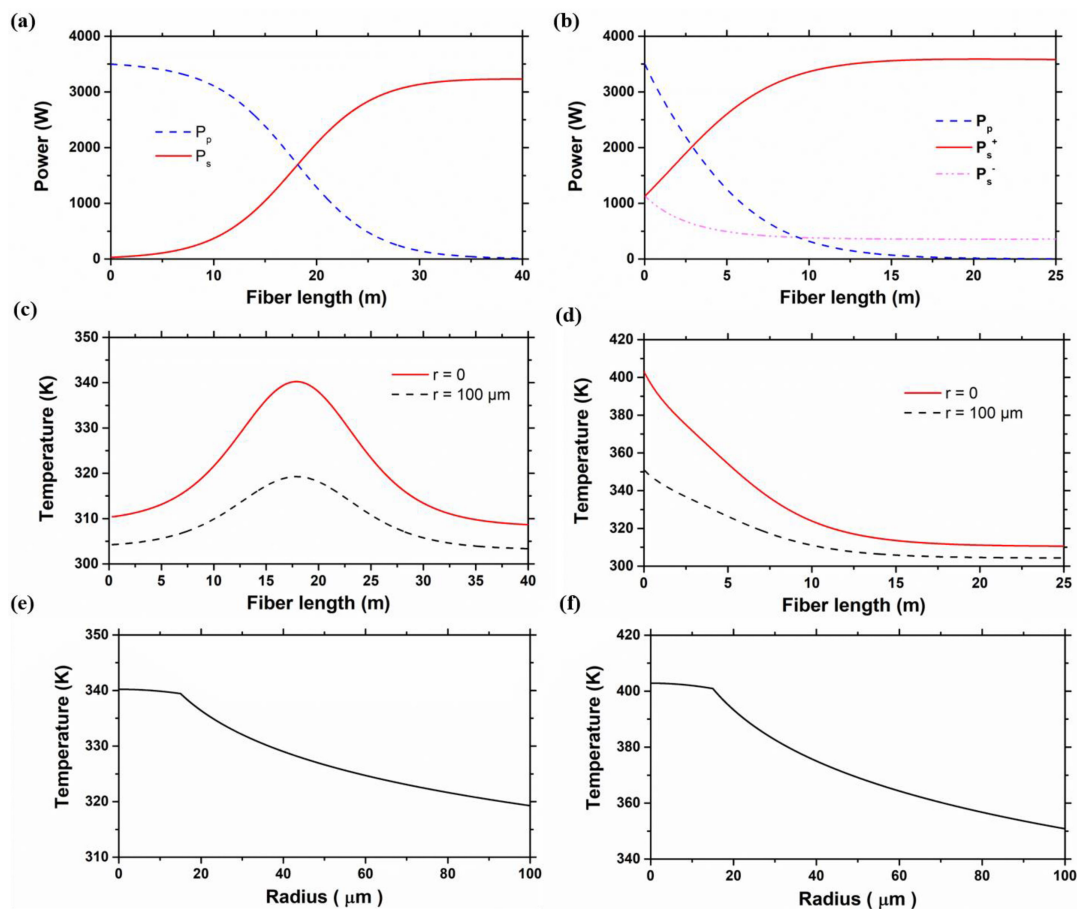 (a)
4000
3000
2000
1000
0
Power (W)
P_p
P_s
0 10 20 30 40
Fiber length (m)
(b)
4000
3000
2000
1000
0
Power (W)
P_p
P_s^+
P_s^-
0 5 10 15 20 25
Fiber length (m)
(c)
350
340
330
320
310
300
Temperature (K)
r = 0
r = 100 μm
0 5 10 15 20 25 30 35 40
Fiber length (m)
(d)
420
400
380
360
340
320
300
Temperature (K)
r = 0
r = 100 μm
0 5 10 15 20 25
Fiber length (m)
(e)
350
340
330
320
310
Temperature (K)
0 20 40 60 80 100
Radius ( μm)
(f)
420
400
380
360
340
Temperature (K)
0 20 40 60 80 100
Radius ( μm)